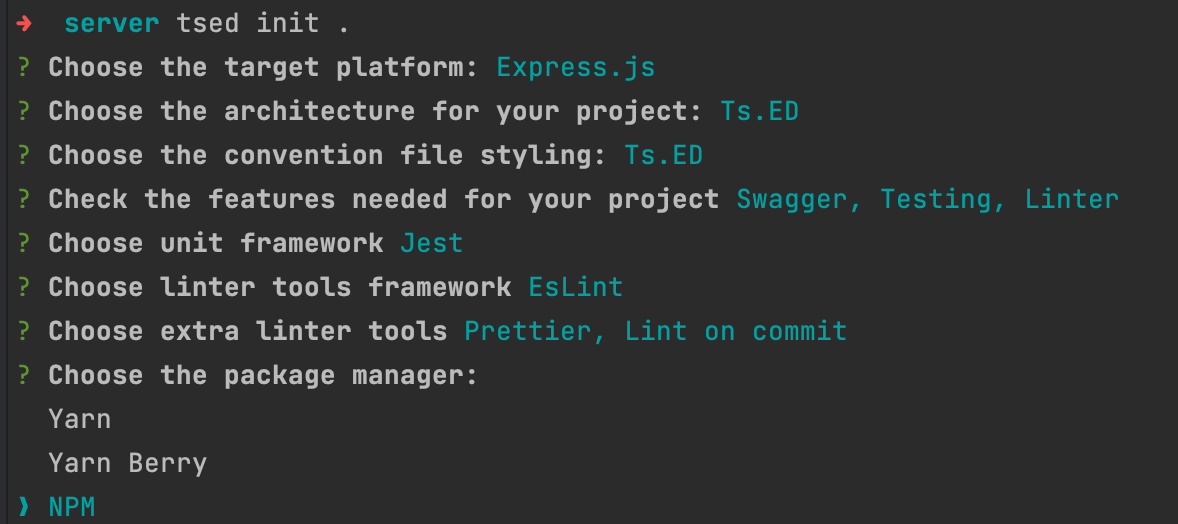 ➜ server tsed init .
? Choose the target platform: Express.js
? Choose the architecture for your project: Ts.ED
? Choose the convention file styling: Ts.ED
? Check the features needed for your project Swagger, Testing, Linter
? Choose unit framework Jest
? Choose linter tools framework EsLint
? Choose extra linter tools Prettier, Lint on commit
? Choose the package manager:
Yarn
Yarn Berry
❯ NPM